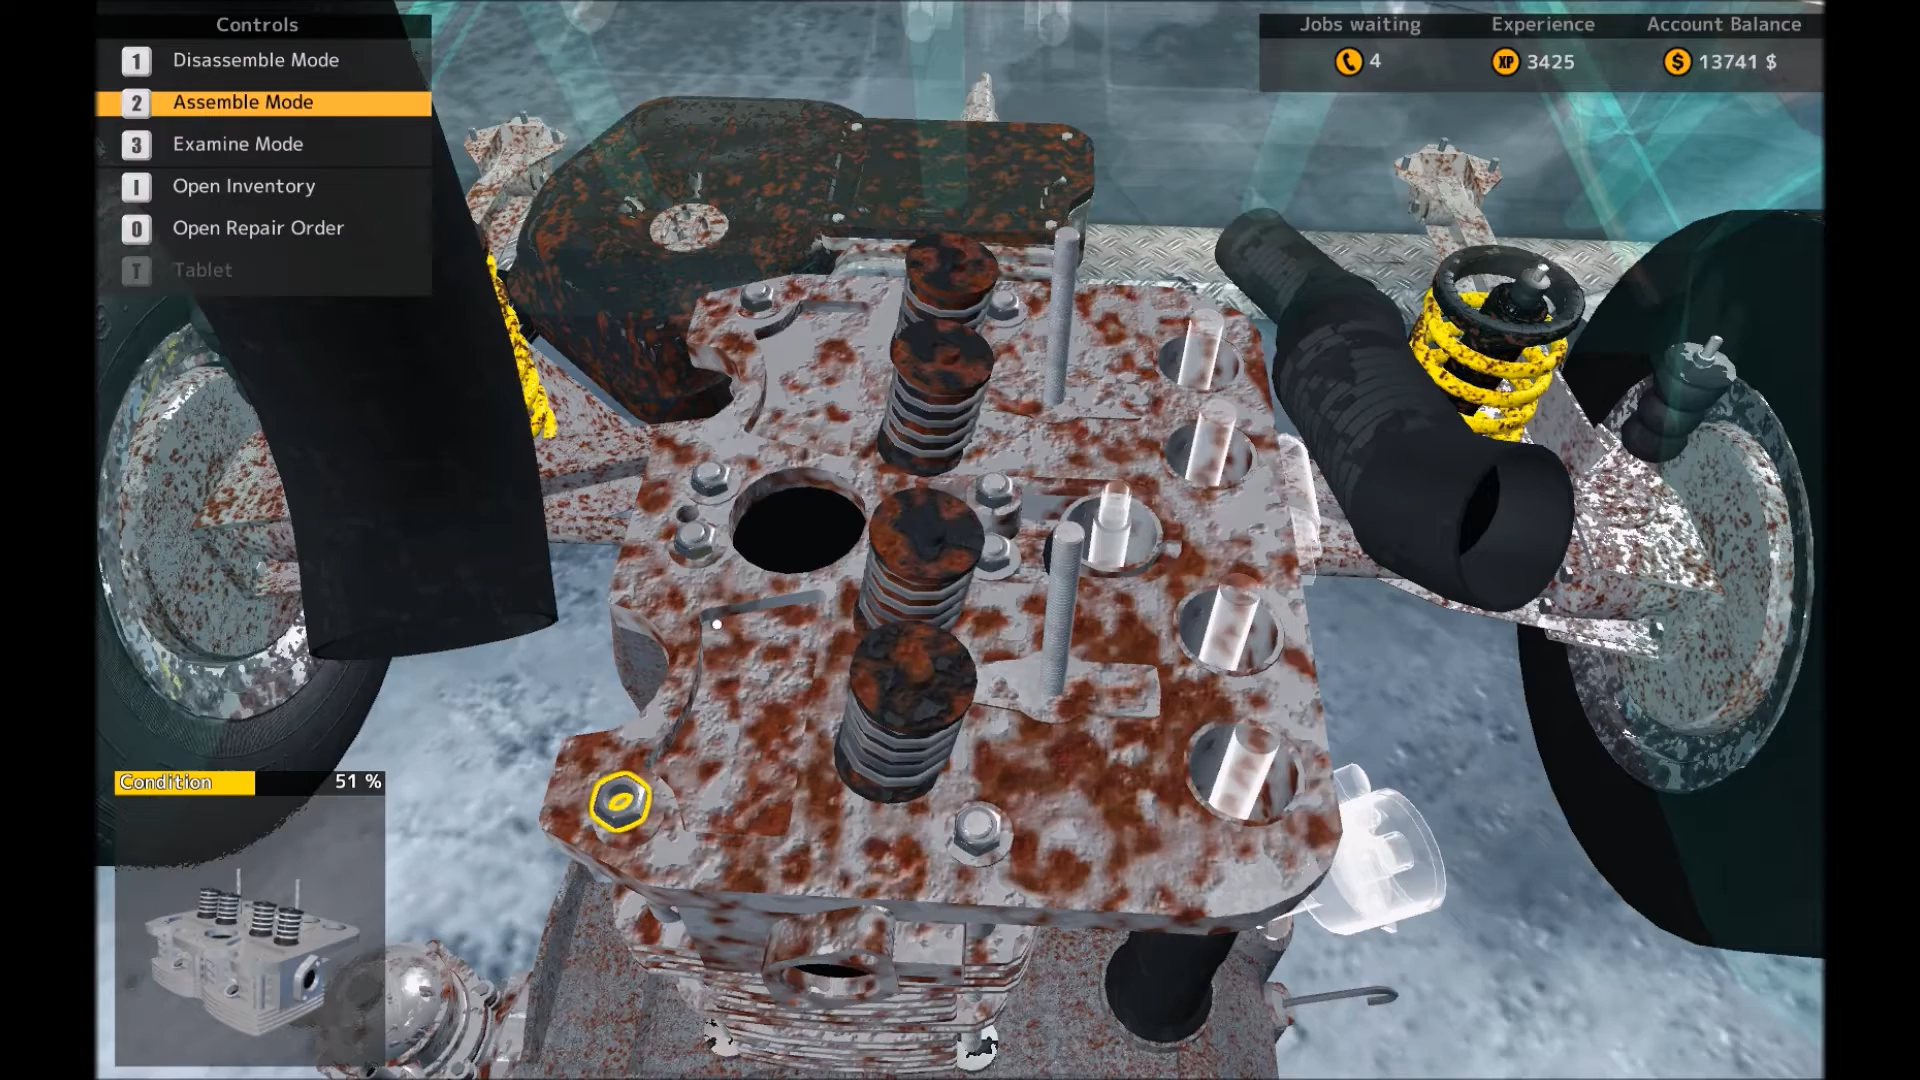 Controls
1 Disassemble Mode
2 Assemble Mode
3 Examine Mode
I Open Inventory
O Open Repair Order
T Tablet
Jobs waiting Experience Account Balance
4 XP 3425 $ 13741 $
Condition 51 %